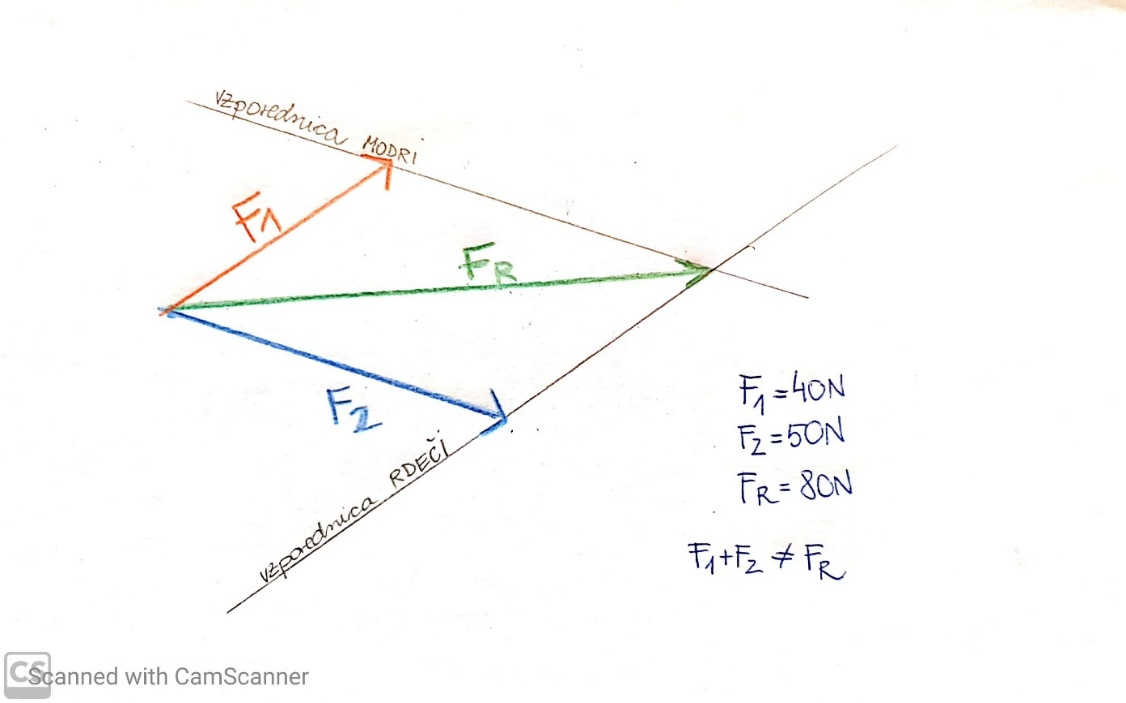 vzporednica MODRI
F1
FR
F2
vzporednica RDEČI
F1=40N
F2=50N
FR=80N
F1+F2≠FR
CS
Scanned with CamScanner